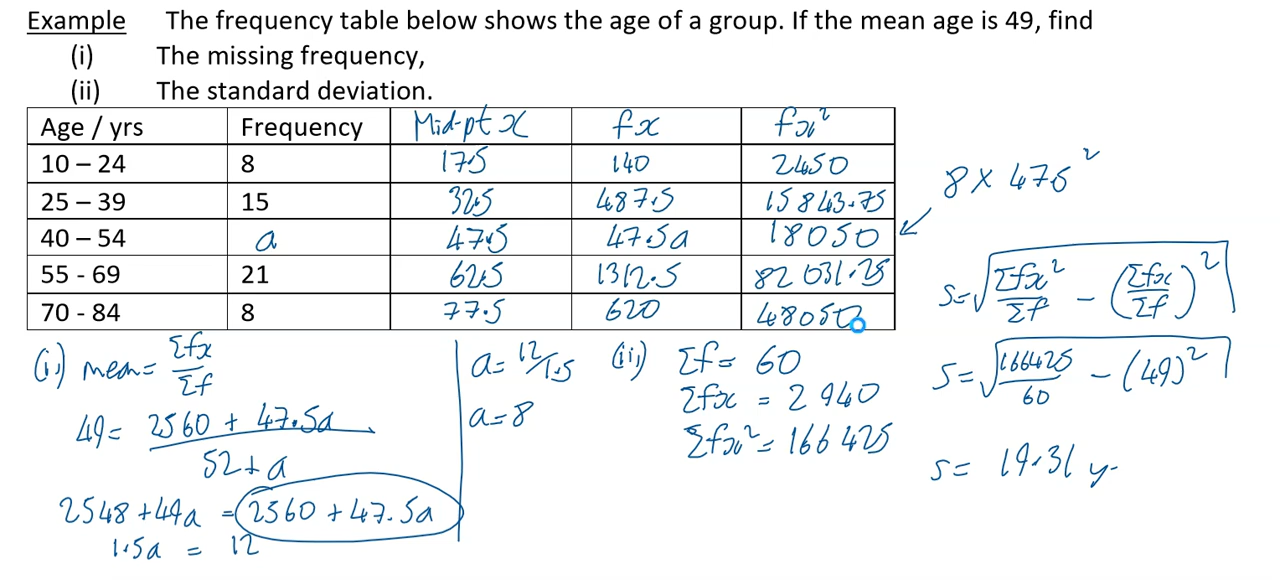 Example The frequency table below shows the age of a group. If the mean age is 49, find
(i) The missing frequency,
(ii) The standard deviation.
Age / yrs Frequency Mid-pt x fx fx²
10 – 24 8 17.5 140 2450
25 – 39 15 32.5 487.5 15843.75
40 – 54 a 47.5 47.5a 18050
55 - 69 21 62.5 1312.5 82031.25
70 - 84 8 77.5 620 48050
8 × 47.5²
s = √(Σfx²/Σf − (Σfx/Σf)²)
s = √(166425/60 − (49)²)
s = 19.31 y
(i) mean = Σfx/Σf
49 = (2560 + 47.5a)/(52 + a)
2548 + 49a = 2560 + 47.5a
1.5a = 12
a = 12/1.5
a = 8
(ii) Σf = 60
Σfx = 2940
Σfx² = 166425